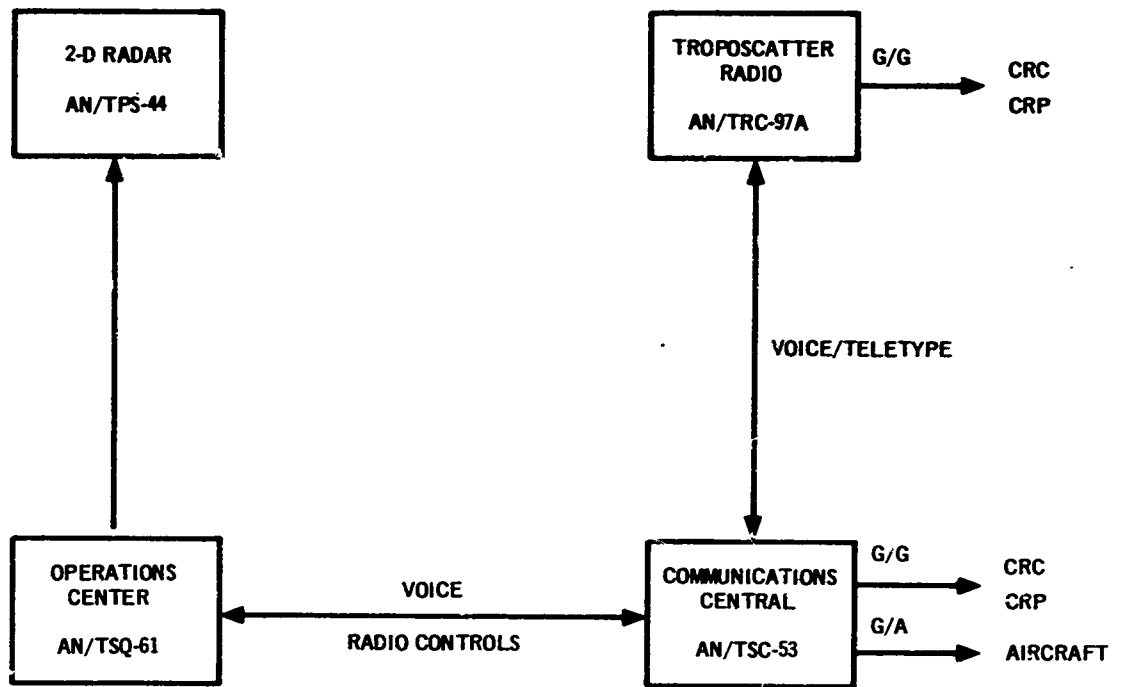 2-D RADAR
AN/TPS-44
TROPOSCATTER
RADIO
AN/TRC-97A
G/G
CRC
CRP
VOICE/TELETYPE
OPERATIONS
CENTER
AN/TSQ-61
VOICE
RADIO CONTROLS
COMMUNICATIONS
CENTRAL
AN/TSC-53
G/G
CRC
CRP
G/A
AIRCRAFT